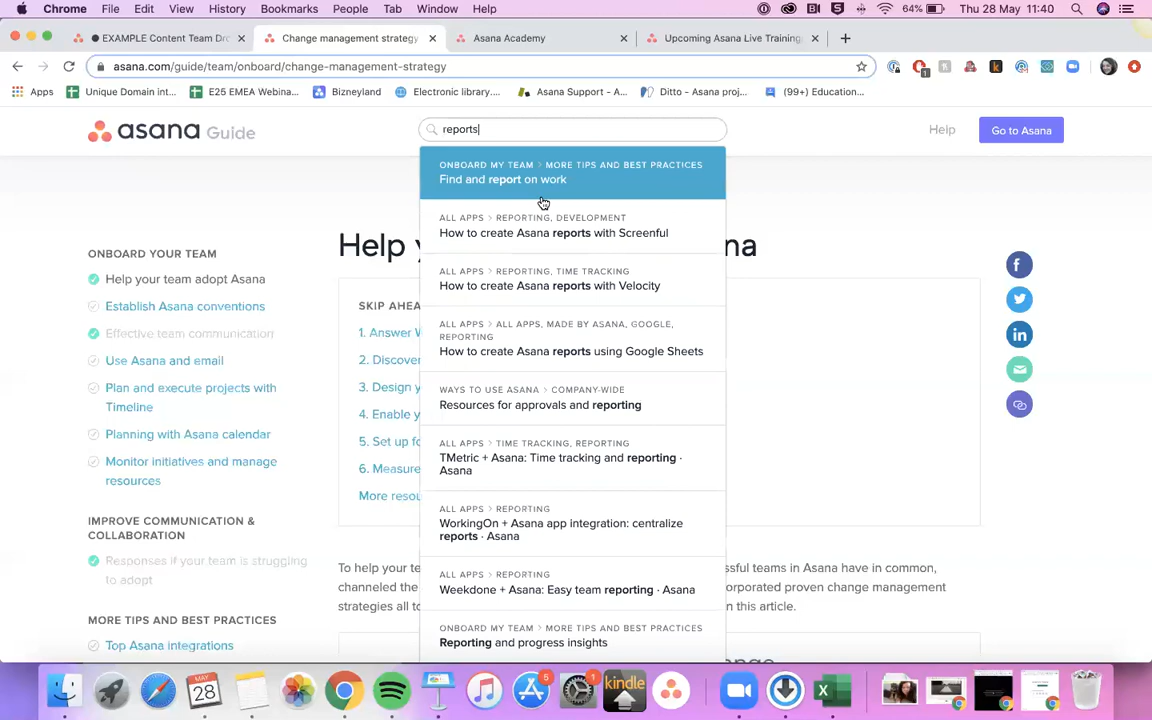 Chrome File Edit View History Bookmarks People Tab Window Help 64% Thu 28 May 11:40
EXAMPLE Content Team Dr Change management strategy Asana Academy Upcoming Asana Live Training
asana.com/guide/team/onboard/change-management-strategy 1
Apps Unique Domain int... E25 EMEA Webina... Bizneyland Electronic library.... Asana Support - A... Ditto - Asana proj... (99+) Education...
asana Guide reports Help Go to Asana
ONBOARD MY TEAM > MORE TIPS AND BEST PRACTICES
Find and report on work
ALL APPS > REPORTING, DEVELOPMENT
How to create Asana reports with Screenful
ALL APPS > REPORTING, TIME TRACKING
How to create Asana reports with Velocity
ALL APPS > ALL APPS, MADE BY ASANA, GOOGLE,
REPORTING
How to create Asana reports using Google Sheets
WAYS TO USE ASANA > COMPANY-WIDE
Resources for approvals and reporting
ALL APPS > TIME TRACKING, REPORTING
TMetric + Asana: Time tracking and reporting ·
Asana
ALL APPS > REPORTING
WorkingOn + Asana app integration: centralize
reports · Asana
ALL APPS > REPORTING
Weekdone + Asana: Easy team reporting · Asana
ONBOARD MY TEAM > MORE TIPS AND BEST PRACTICES
Reporting and progress insights
ONBOARD YOUR TEAM
Help your team adopt Asana
Establish Asana conventions
Effective team communication
Use Asana and email
Plan and execute projects with
Timeline
Planning with Asana calendar
Monitor initiatives and manage
resources
IMPROVE COMMUNICATION &
COLLABORATION
Responses if your team is struggling
to adopt
MORE TIPS AND BEST PRACTICES
Top Asana integrations
Help na
SKIP AHEA
1. Answer W
2. Discove
3. Design y
4. Enable y
5. Set up fo
6. Measure
More resou
To help your te ssful teams in Asana have in common,
channeled the orporated proven change management
strategies all to n this article.
f in
MAY 28 5 1 kindle X